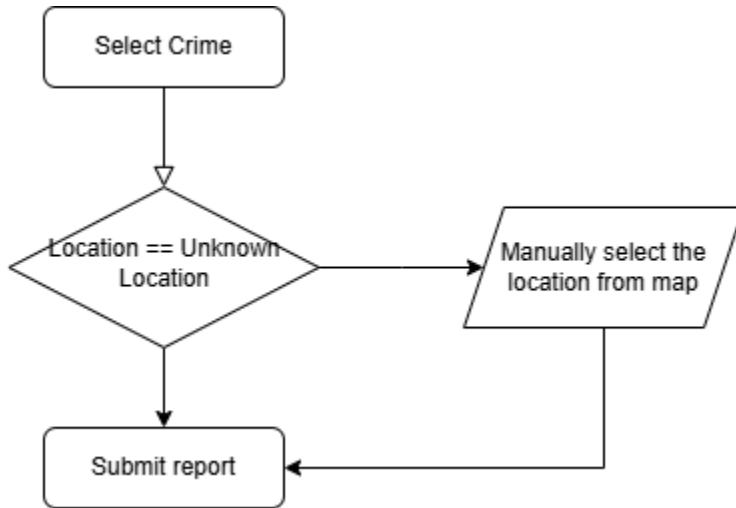 Select Crime
Location == Unknown
Location
Manually select the
location from map
Submit report